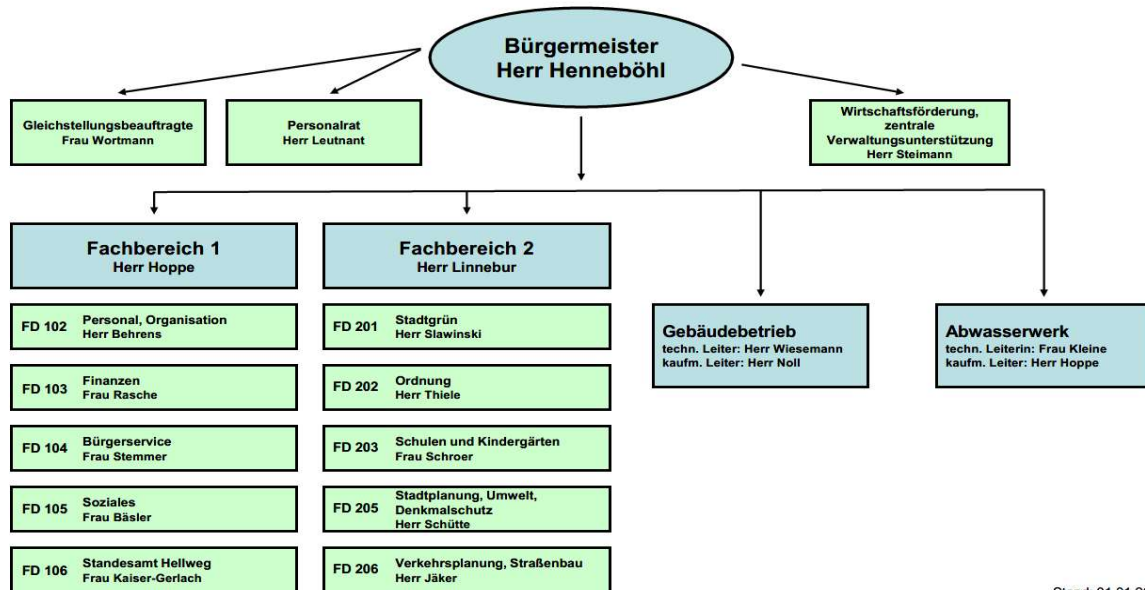 Bürgermeister
Herr Henneböhl
Gleichstellungsbeauftragte
Frau Wortmann
Personalrat
Herr Leutnant
Wirtschaftsförderung,
zentrale
Verwaltungsunterstützung
Herr Steimann
Fachbereich 1
Herr Hoppe
FD 102 Personal, Organisation
Herr Behrens
FD 103 Finanzen
Frau Rasche
FD 104 Bürgerservice
Frau Stemmer
FD 105 Soziales
Frau Bäsler
FD 106 Standesamt Hellweg
Frau Kaiser-Gerlach
Fachbereich 2
Herr Linnebur
FD 201 Stadtgrün
Herr Slawinski
FD 202 Ordnung
Herr Thiele
FD 203 Schulen und Kindergärten
Frau Schroer
FD 205 Stadtplanung, Umwelt,
Denkmalschutz
Herr Schütte
FD 206 Verkehrsplanung, Straßenbau
Herr Jäker
Gebäudebetrieb
techn. Leiter: Herr Wiesemann
kaufm. Leiter: Herr Noll
Abwasserwerk
techn. Leiterin: Frau Kleine
kaufm. Leiter: Herr Hoppe